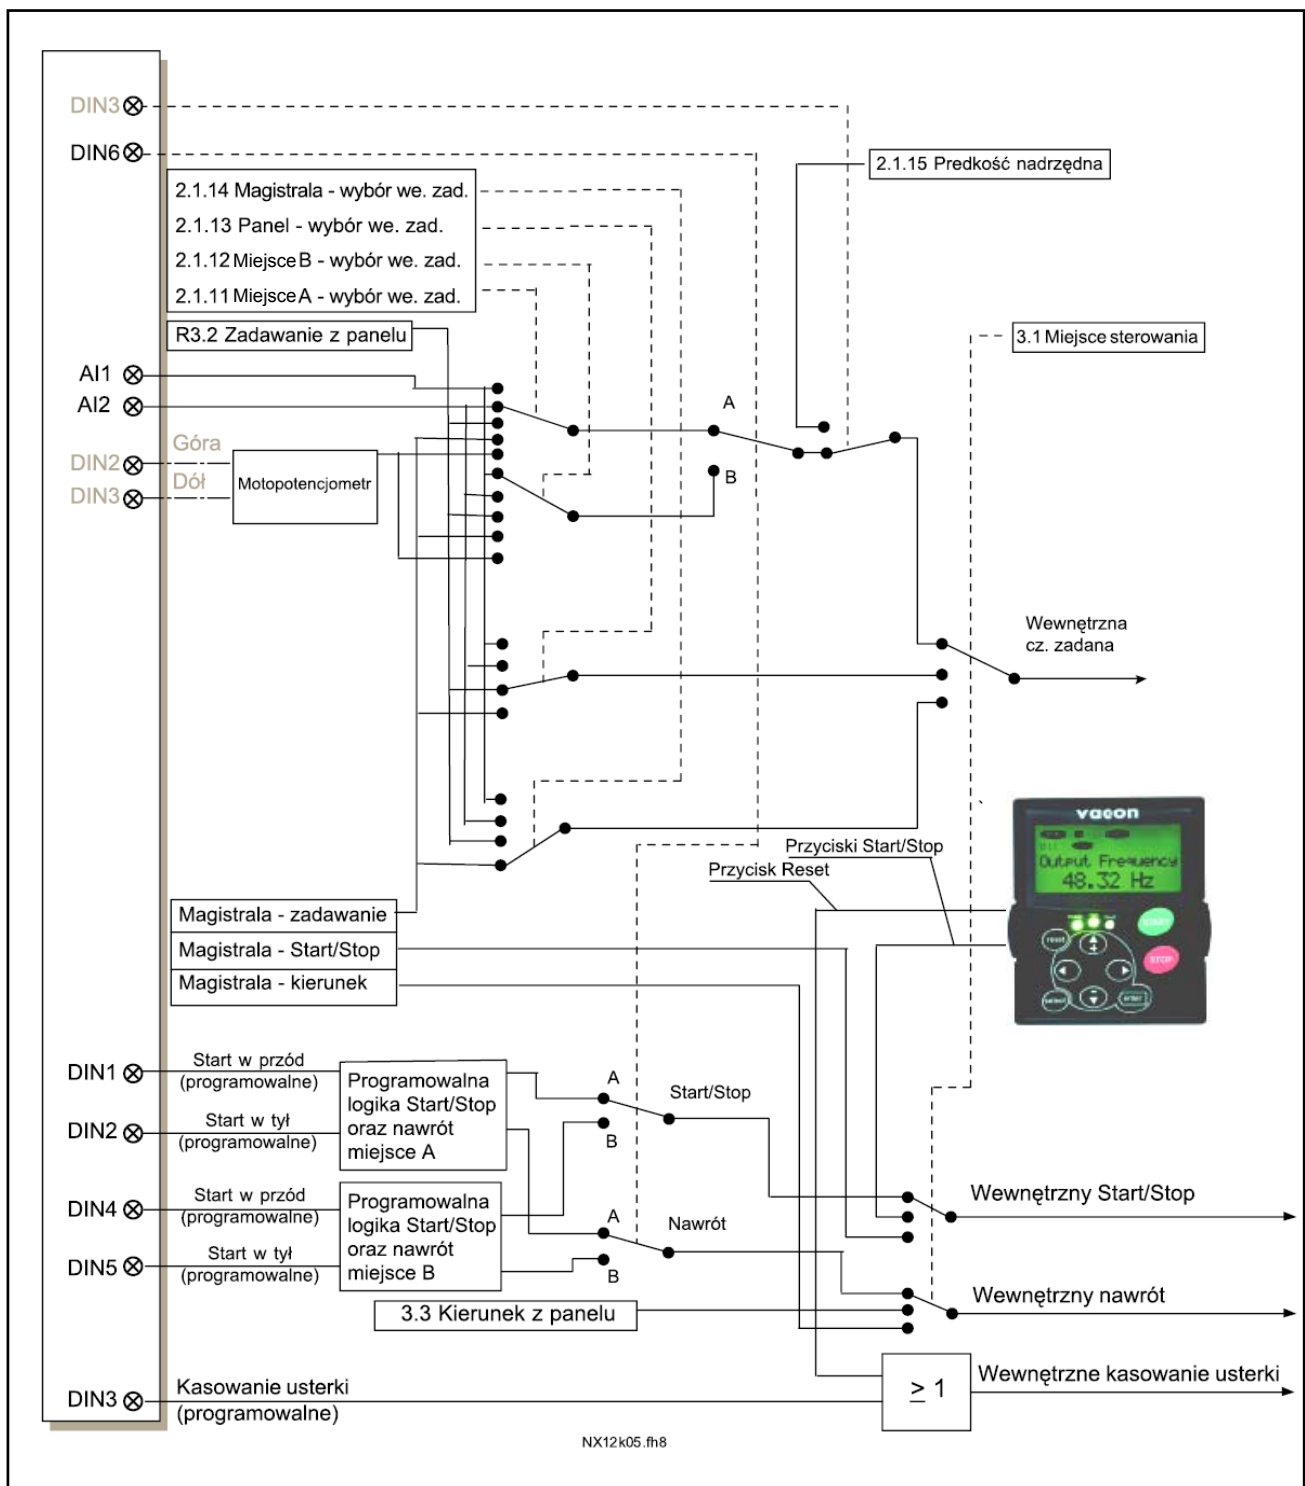 DIN3
DIN6
2.1.15 Predkość nadrzędna
2.1.14 Magistrala - wybór we. zad.
2.1.13 Panel - wybór we. zad.
2.1.12 Miejsce B - wybór we. zad.
2.1.11 Miejsce A - wybór we. zad.
R3.2 Zadawanie z panelu
3.1 Miejsce sterowania
AI1
AI2
A
B
Góra
DIN2
Dół
DIN3
Motopotencjometr
Wewnętrzna
cz. zadana
vacon
Output Frequency
48.32 Hz
START
STOP
reset
select
enter
Przyciski Start/Stop
Przycisk Reset
Magistrala - zadawanie
Magistrala - Start/Stop
Magistrala - kierunek
DIN1
Start w przód
(programowalne)
DIN2
Start w tył
(programowalne)
Programowalna
logika Start/Stop
oraz nawrót
miejsce A
A
B
Start/Stop
DIN4
Start w przód
(programowalne)
DIN5
Start w tył
(programowalne)
Programowalna
logika Start/Stop
oraz nawrót
miejsce B
A
B
Nawrót
Wewnętrzny Start/Stop
Wewnętrzny nawrót
3.3 Kierunek z panelu
DIN3
Kasowanie usterki
(programowalne)
≥ 1
Wewnętrzne kasowanie usterki
NX12k05.fh8